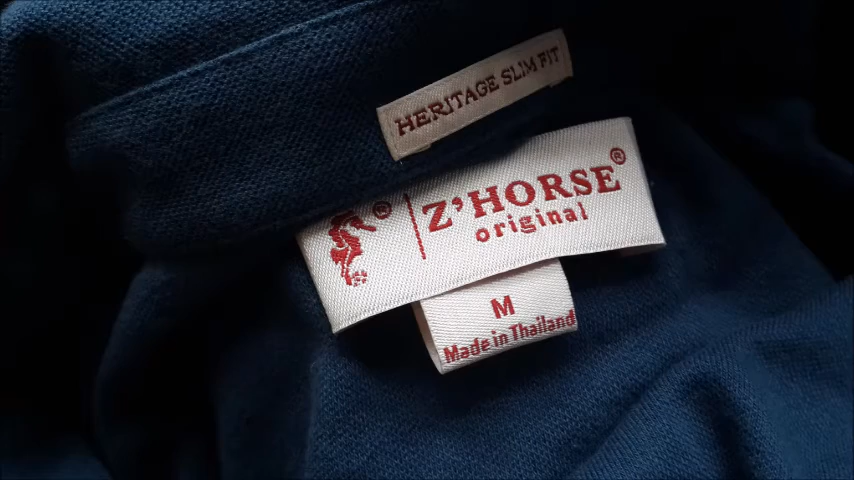 HERITAGE SLIM FIT
Z'HORSE®
®
original
M
Made in Thailand